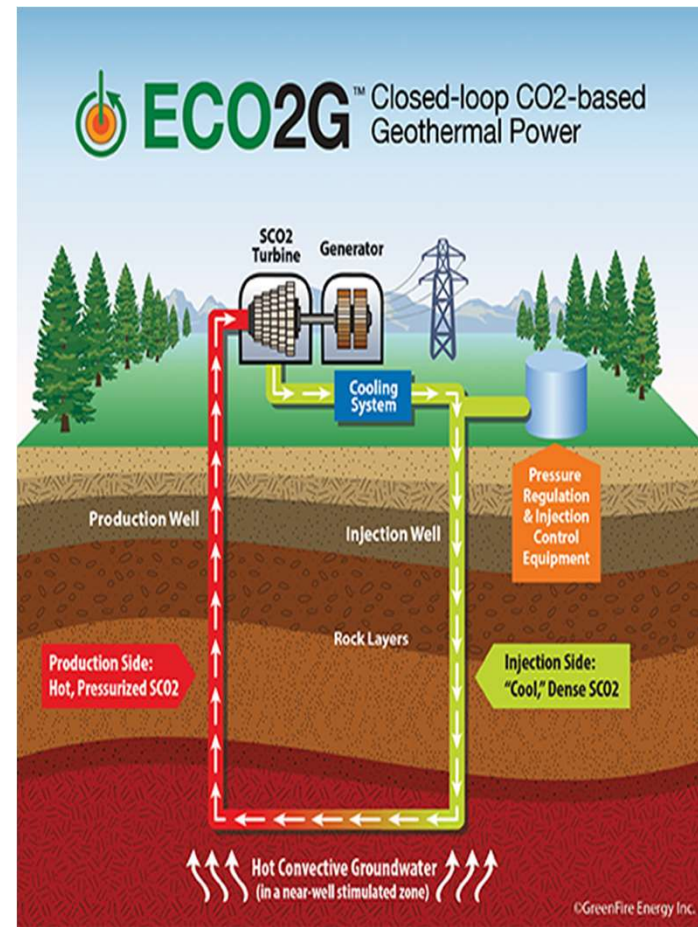 ECO2G™ Closed-loop CO2-based
Geothermal Power
SCO2
Turbine
Generator
Cooling
System
Pressure
Regulation
& Injection
Control
Equipment
Production Well
Injection Well
Rock Layers
Production Side:
Hot, Pressurized SCO2
Injection Side:
"Cool," Dense SCO2
Hot Convective Groundwater
(in a near-well stimulated zone)
©GreenFire Energy Inc.